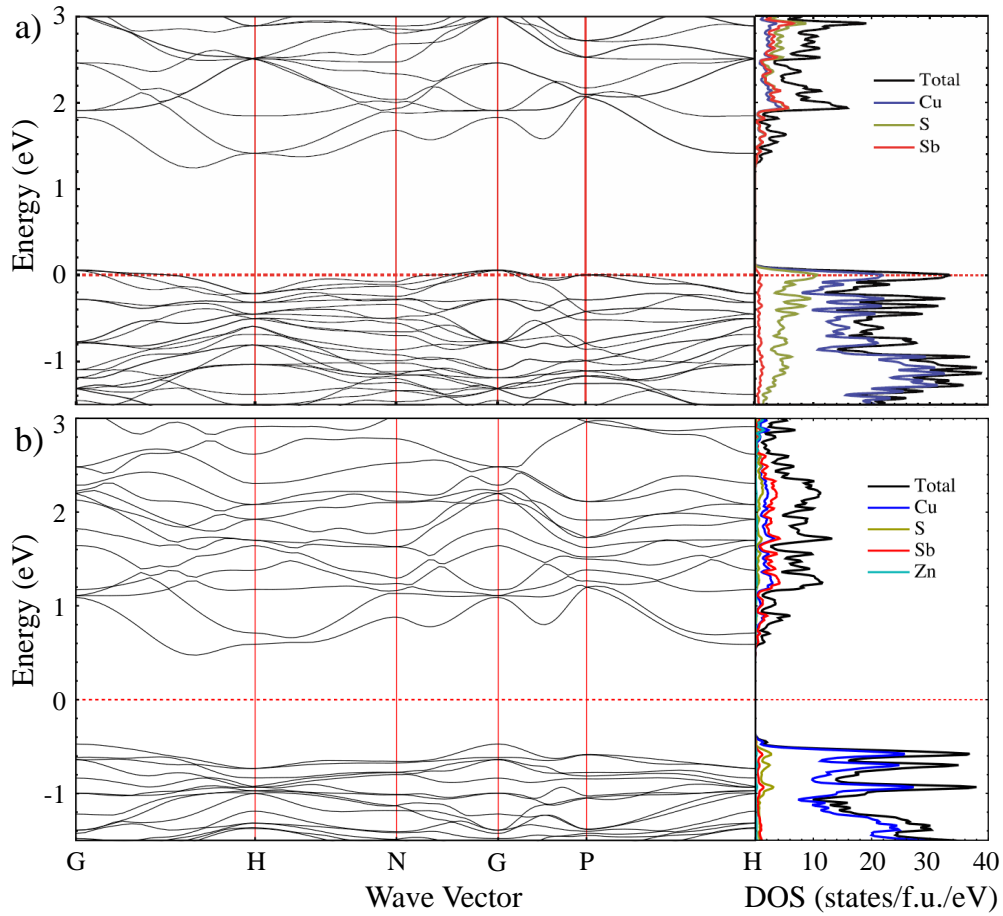 a)
3
2
1
0
-1
Energy (eV)
Total
Cu
S
Sb
b)
3
2
1
0
-1
Energy (eV)
Total
Cu
S
Sb
Zn
G H N G P H 10 20 30 40
Wave Vector DOS (states/f.u./eV)